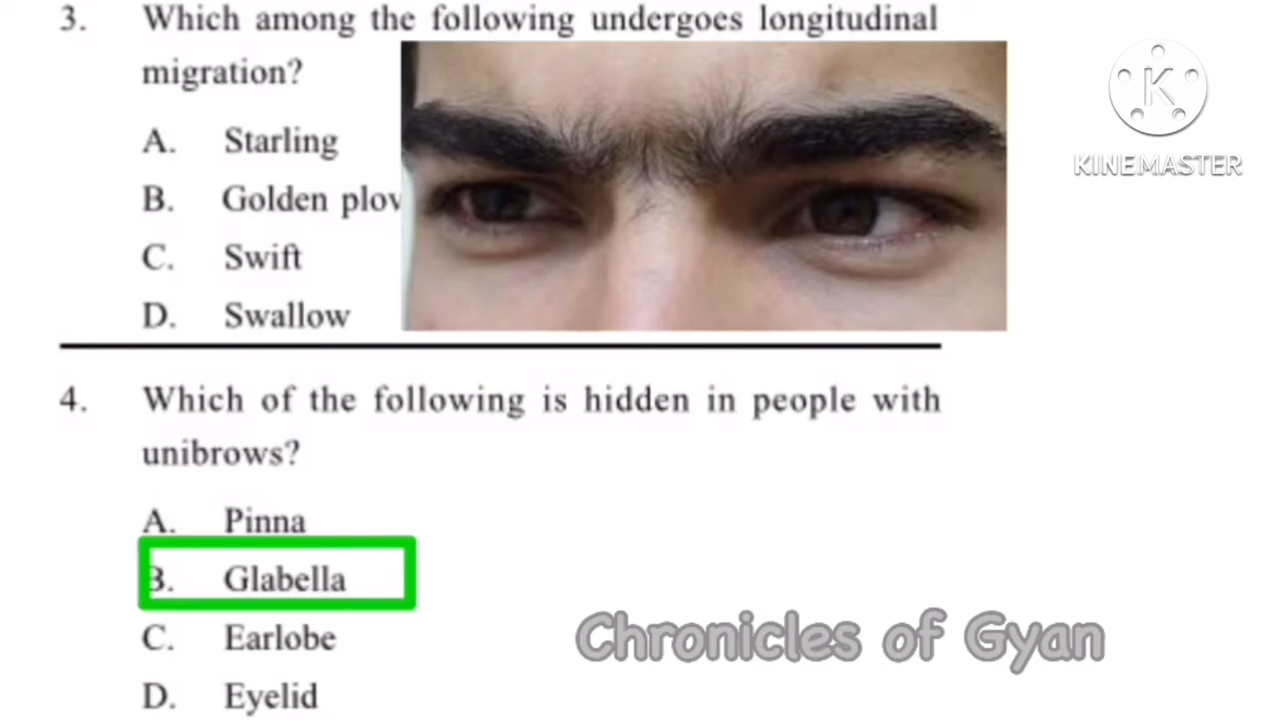 3. Which among the following undergoes longitudinal
migration?
A. Starling
B. Golden plov
C. Swift
D. Swallow
4. Which of the following is hidden in people with
unibrows?
A. Pinna
B. Glabella
C. Earlobe
D. Eyelid
K
KINEMASTER
Chronicles of Gyan